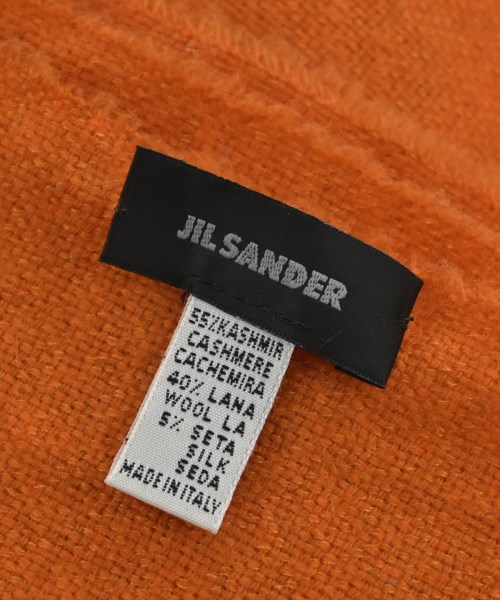 JIL SANDER
55%KASHMIR
CASHMERE
CACHEMIRA
40% LANA
WOOL LA
5% SETA
SILK
SEDA
MADE IN ITALY